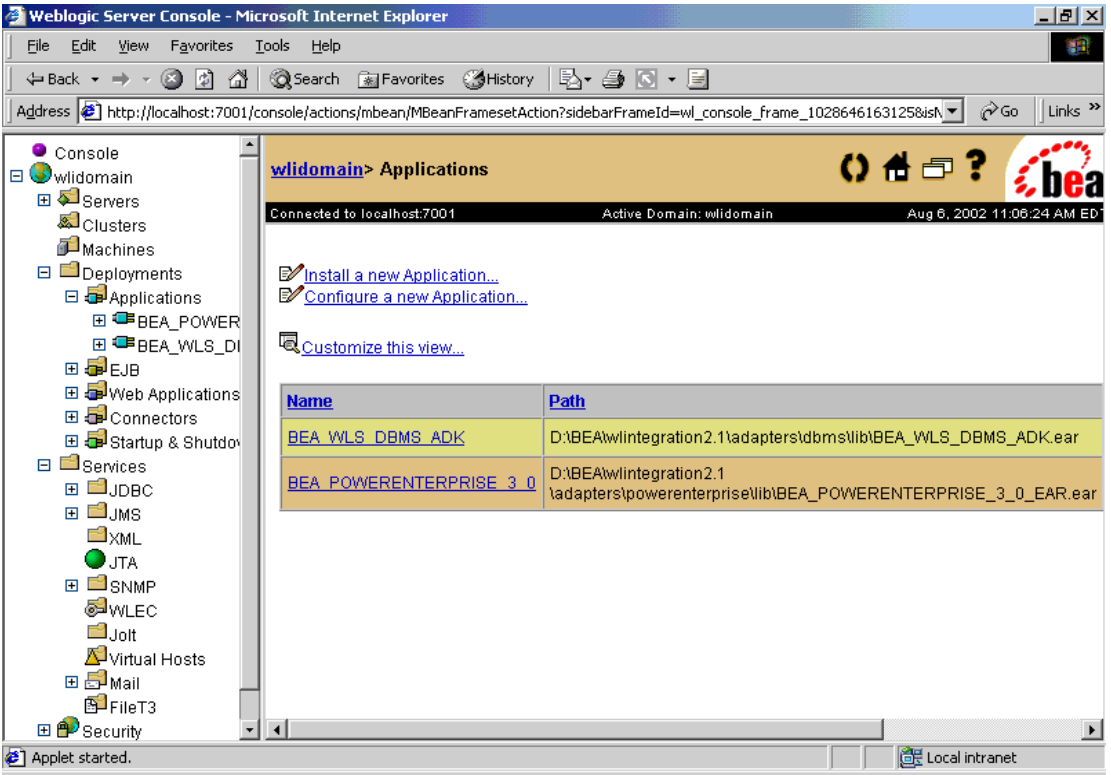 Weblogic Server Console - Microsoft Internet Explorer
File Edit View Favorites Tools Help
Back Search Favorites History
Address http://localhost:7001/console/actions/mbean/MBeanFramesetAction?sidebarFrameId=wl_console_frame_1028646163125&isN Go Links »
Console
wlidomain
Servers
Clusters
Machines
Deployments
Applications
BEA_POWER
BEA_WLS_DI
EJB
Web Applications
Connectors
Startup & Shutdov
Services
JDBC
JMS
XML
JTA
SNMP
WLEC
Jolt
Virtual Hosts
Mail
FileT3
Security
wlidomain> Applications
? bea
Connected to localhost:7001 Active Domain: wlidomain Aug 6, 2002 11:06:24 AM EDT
Install a new Application...
Configure a new Application...
Customize this view...
Name Path
BEA_WLS_DBMS_ADK D:\BEA\wlintegration2.1\adapters\dbms\lib\BEA_WLS_DBMS_ADK.ear
BEA_POWERENTERPRISE_3_0 D:\BEA\wlintegration2.1
\adapters\powerenterprise\lib\BEA_POWERENTERPRISE_3_0_EAR.ear
Applet started. Local intranet